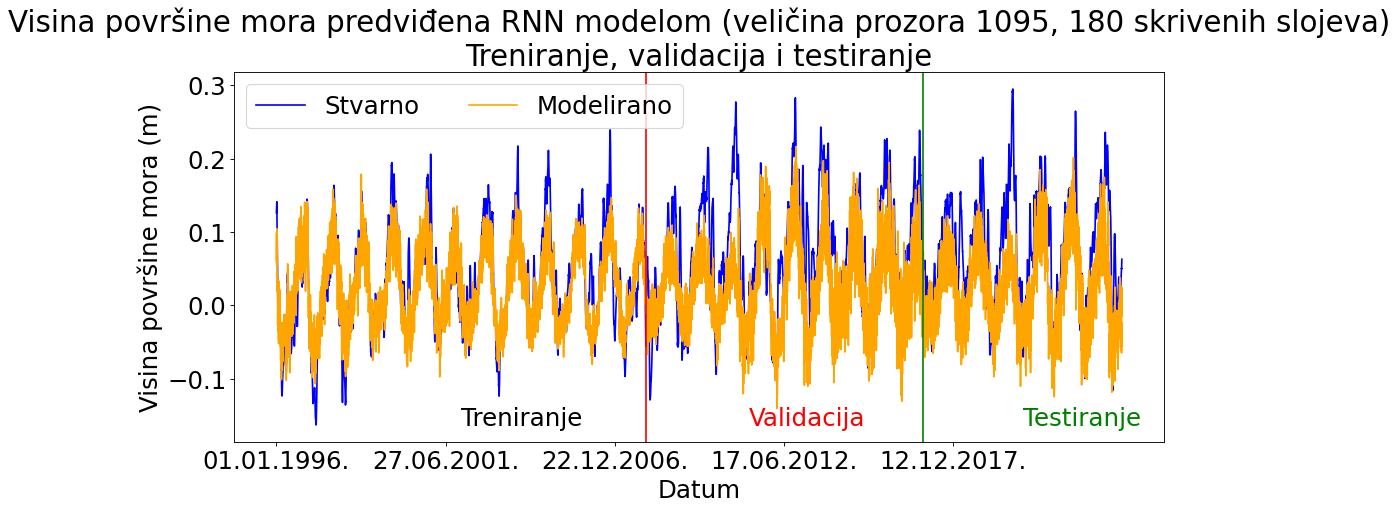 Visina površine mora predviđena RNN modelom (veličina prozora 1095, 180 skrivenih slojeva)
Treniranje, validacija i testiranje
Stvarno
Modelirano
0.3
0.2
0.1
0.0
−0.1
Visina površine mora (m)
Treniranje
Validacija
Testiranje
01.01.1996.
27.06.2001.
22.12.2006.
17.06.2012.
12.12.2017.
Datum